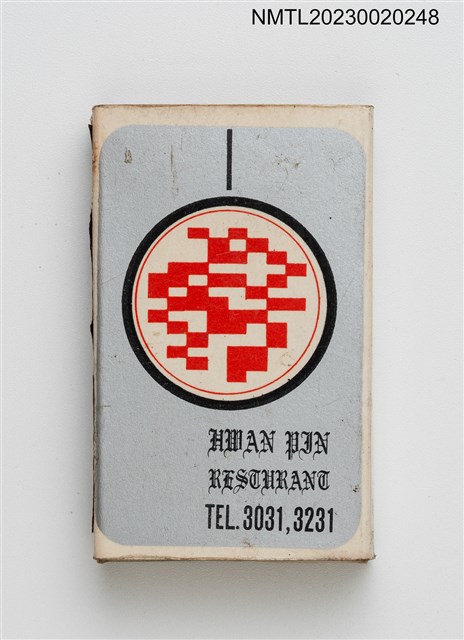 NMTL20230020248
HWAN PIN
RESTURANT
TEL. 3031, 3231